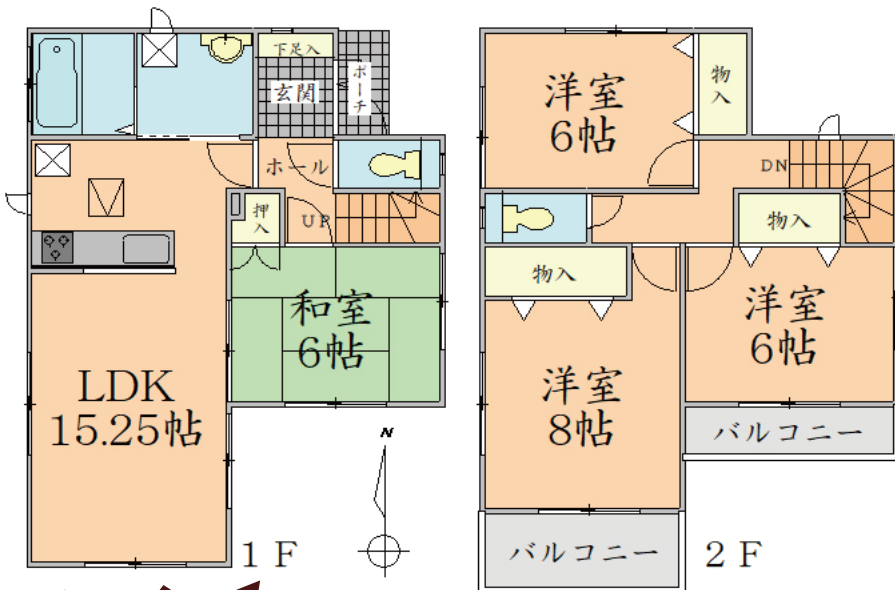 下足入
玄関
ポーチ
ホール
押入
UP
和室
6帖
LDK
15.25帖
1F
N
洋室
6帖
物入
DN
物入
物入
洋室
6帖
洋室
8帖
バルコニー
バルコニー
2F